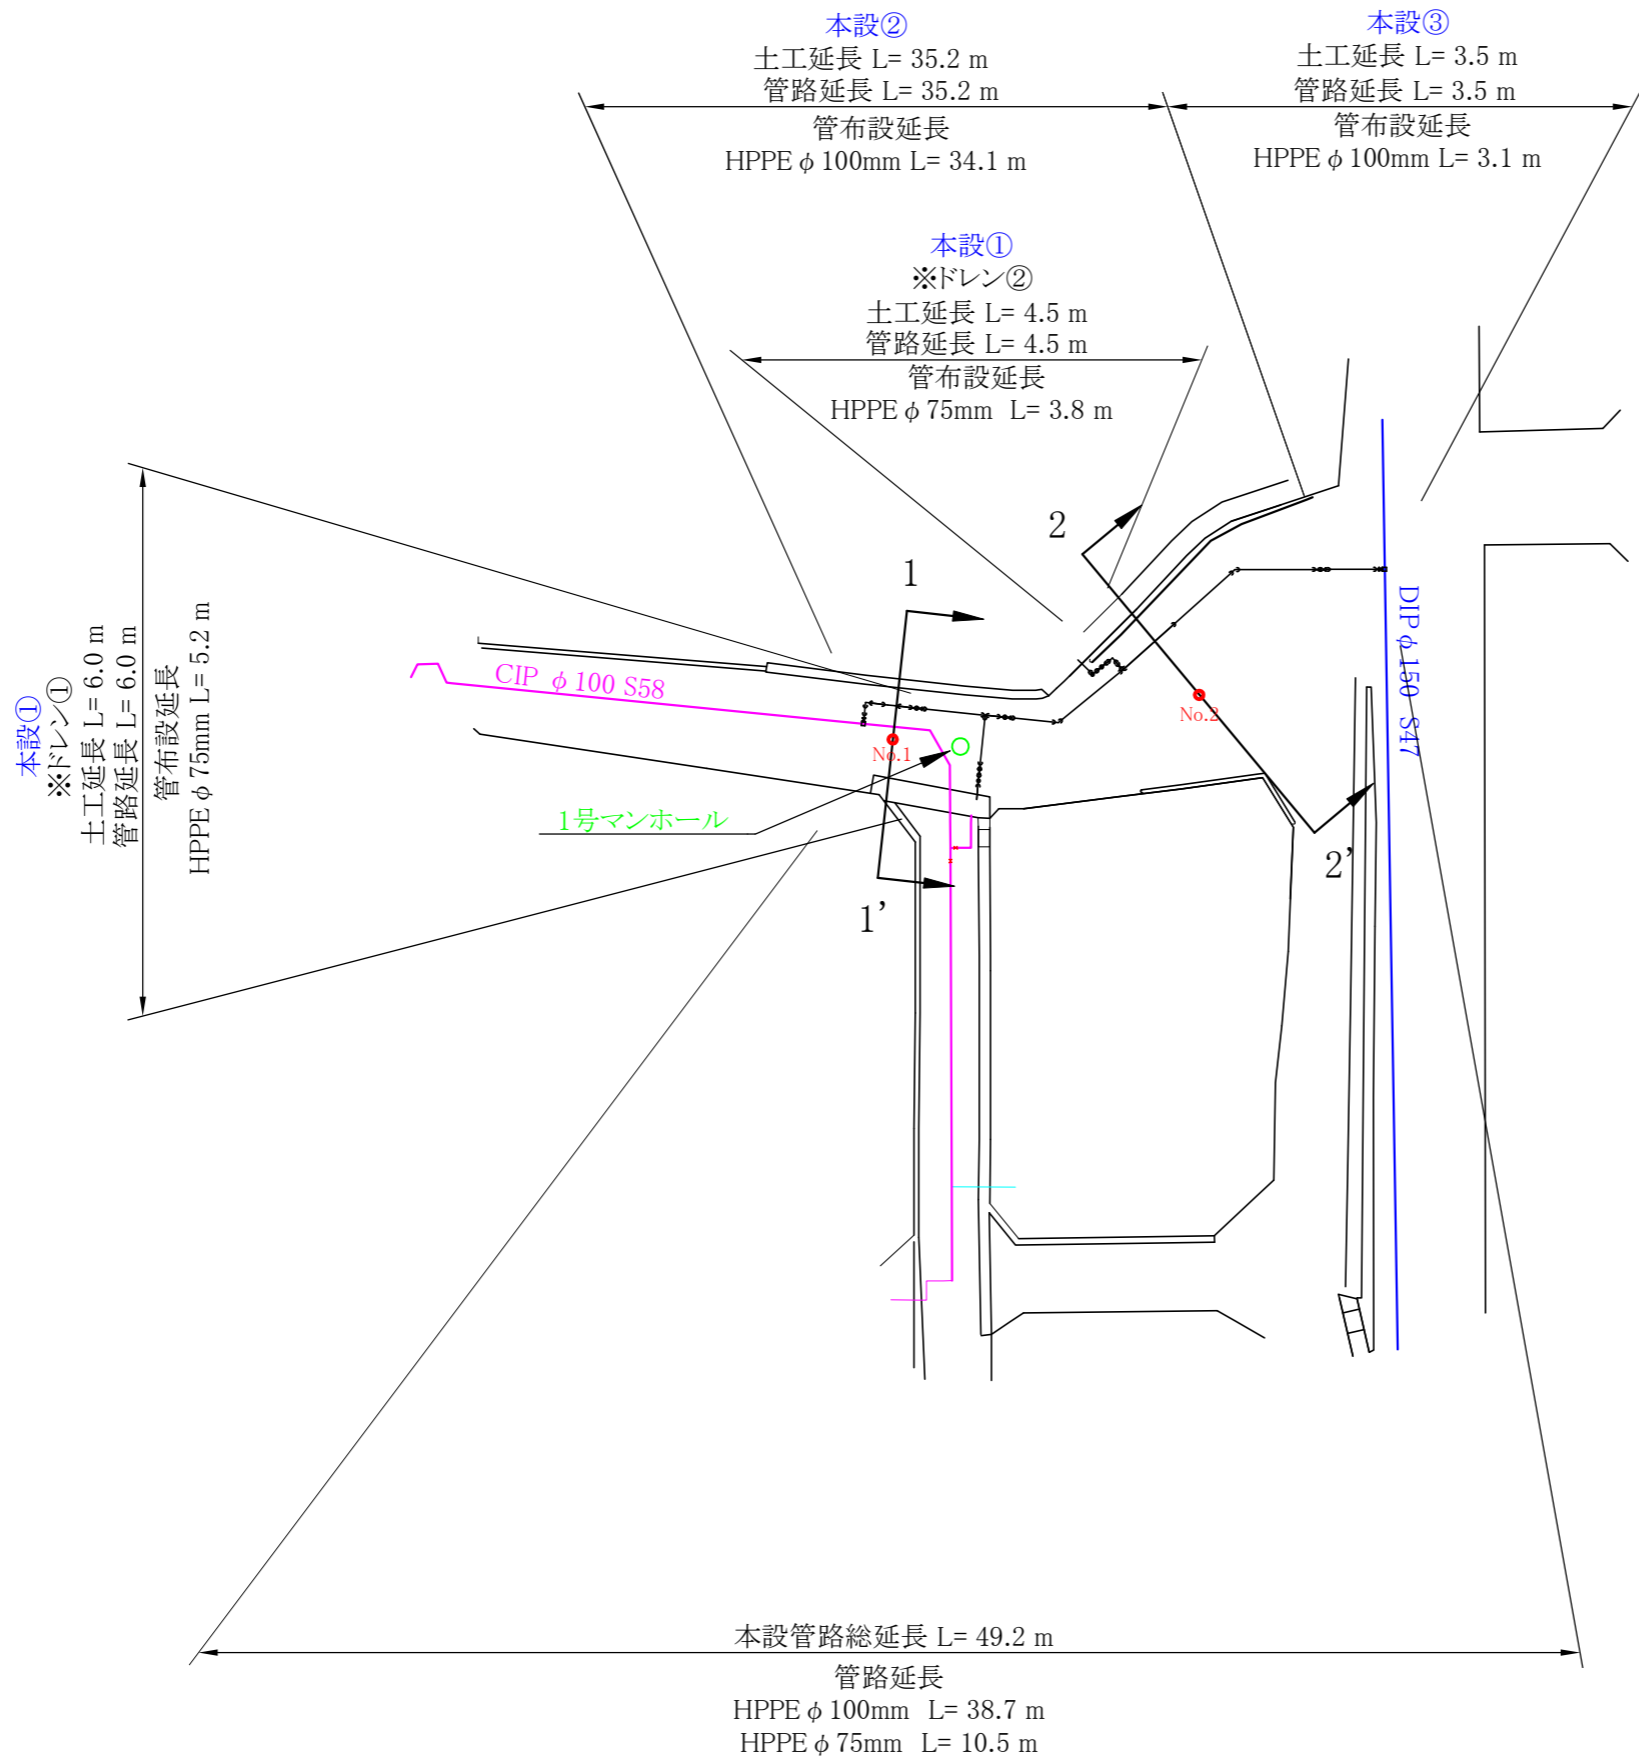 本設②
土工延長 L= 35.2 m
管路延長 L= 35.2 m
管布設延長
HPPE φ 100mm L= 34.1 m
本設③
土工延長 L= 3.5 m
管路延長 L= 3.5 m
管布設延長
HPPE φ 100mm L= 3.1 m
本設①
※ドレン②
土工延長 L= 4.5 m
管路延長 L= 4.5 m
管布設延長
HPPE φ 75mm L= 3.8 m
本設①
※ドレン①
土工延長 L= 6.0 m
管路延長 L= 6.0 m
管布設延長
HPPE φ 75mm L= 5.2 m
2
1
CIP φ 100 S58
DIP φ 150 S47
No.2
No.1
1号マンホール
2'
1'
本設管路総延長 L= 49.2 m
管路延長
HPPE φ 100mm L= 38.7 m
HPPE φ 75mm L= 10.5 m